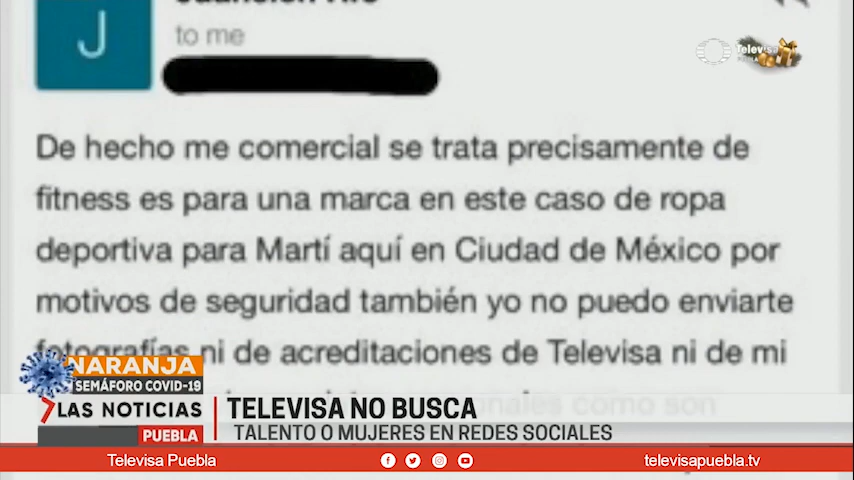 J
to me
Televisa
De hecho me comercial se trata precisamente de
fitness es para una marca en este caso de ropa
deportiva para Martí aquí en Ciudad de México por
motivos de seguridad también yo no puedo enviarte
fotografías ni de acreditaciones de Televisa ni de mi
como son
NARANJA
SEMÁFORO COVID-19
LAS NOTICIAS
PUEBLA
TELEVISA NO BUSCA
TALENTO O MUJERES EN REDES SOCIALES
Televisa Puebla
televisapuebla.tv